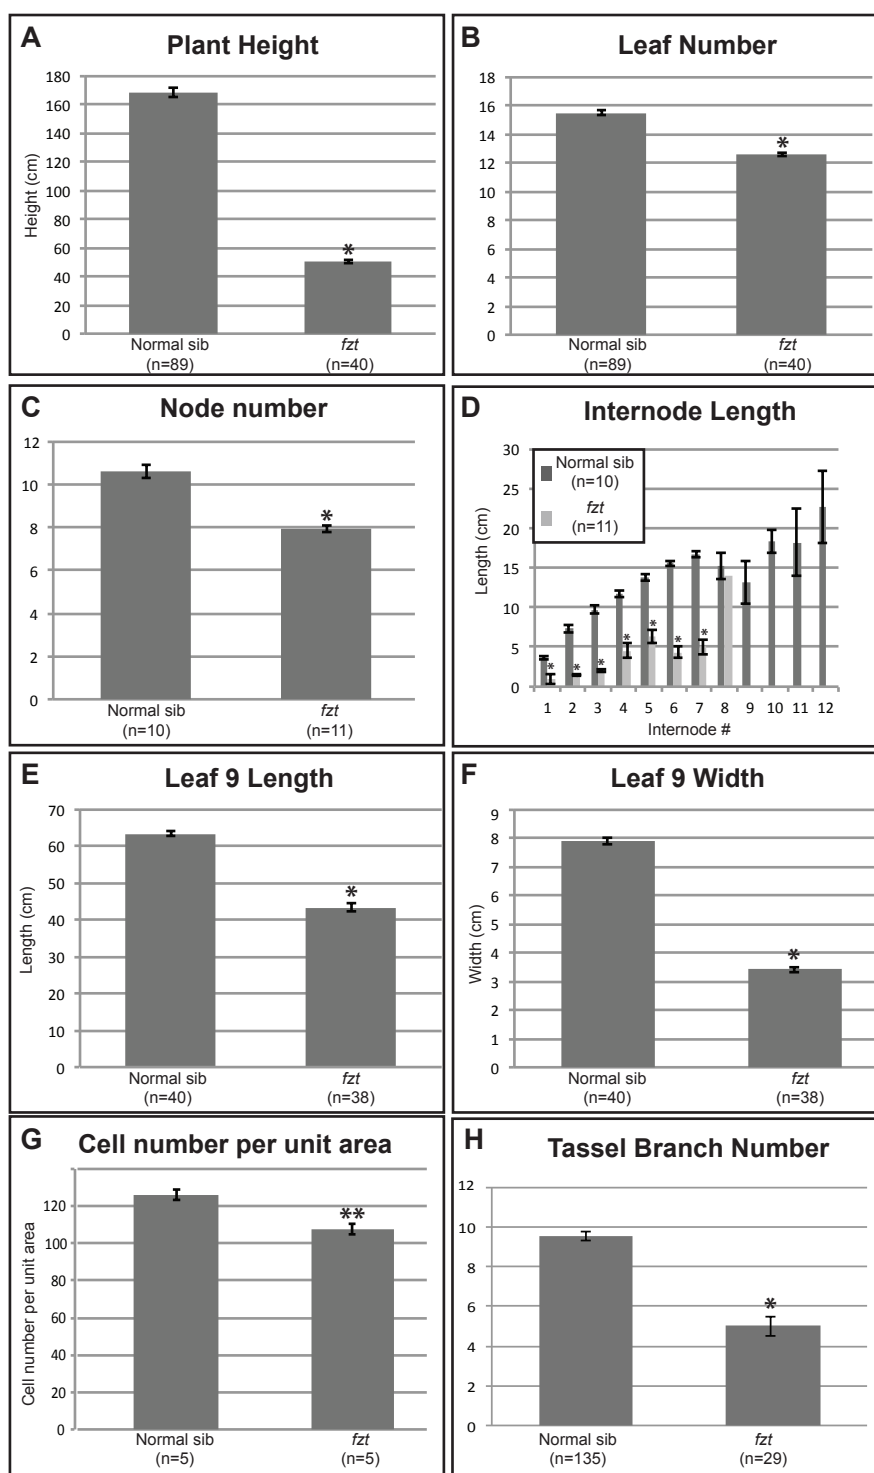 A
Plant Height
Height (cm)
180
160
140
120
100
80
60
40
20
0
*
Normal sib
(n=89)
fzt
(n=40)
B
Leaf Number
18
16
14
12
10
8
6
4
2
0
*
Normal sib
(n=89)
fzt
(n=40)
C
Node number
12
10
8
6
4
2
0
*
Normal sib
(n=10)
fzt
(n=11)
D
Internode Length
Length (cm)
30
25
20
15
10
5
0
Normal sib
(n=10)
fzt
(n=11)
* * * * * * *
1 2 3 4 5 6 7 8 9 10 11 12
Internode #
E
Leaf 9 Length
Length (cm)
70
60
50
40
30
20
10
0
*
Normal sib
(n=40)
fzt
(n=38)
F
Leaf 9 Width
Width (cm)
9
8
7
6
5
4
3
2
1
0
*
Normal sib
(n=40)
fzt
(n=38)
G
Cell number per unit area
Cell number per unit area
120
100
80
60
40
20
0
**
Normal sib
(n=5)
fzt
(n=5)
H
Tassel Branch Number
12
10
8
6
4
2
0
*
Normal sib
(n=135)
fzt
(n=29)